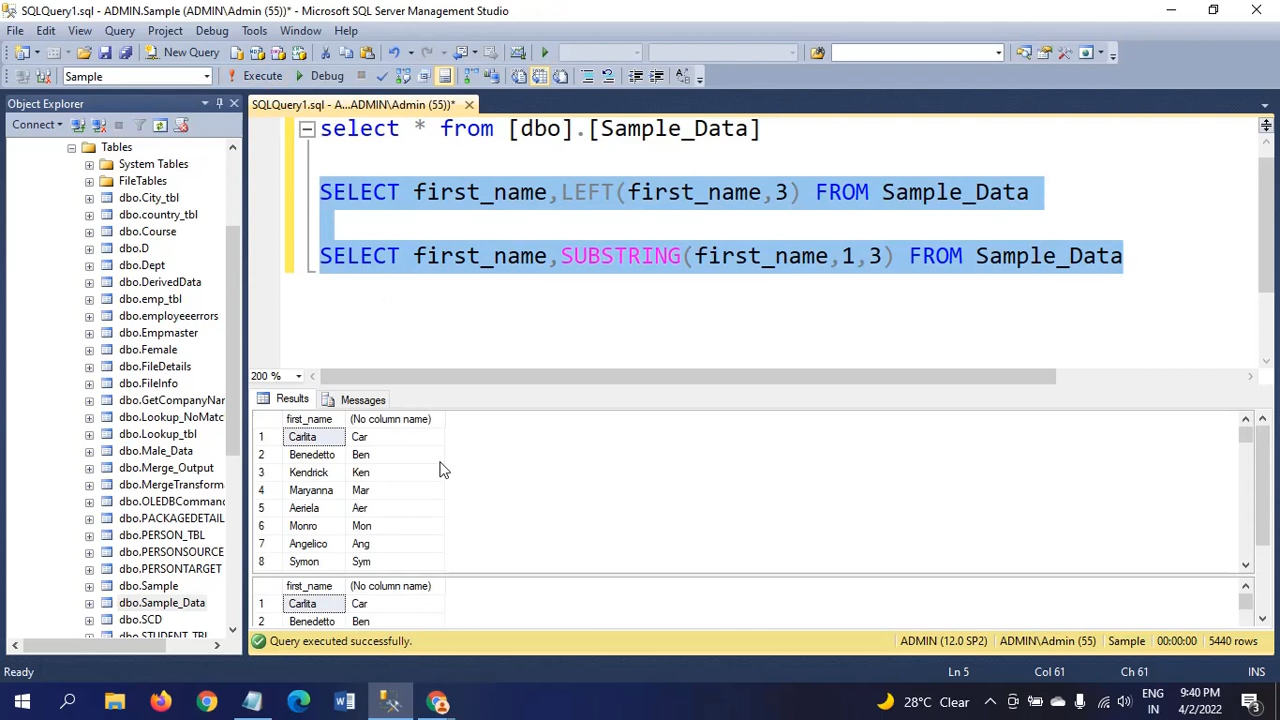 SQLQuery1.sql - ADMIN.Sample (ADMIN\Admin (55))* - Microsoft SQL Server Management Studio
File Edit View Query Project Debug Tools Window Help
New Query
Sample Execute Debug
Object Explorer
Connect
Tables
System Tables
FileTables
dbo.City_tbl
dbo.country_tbl
dbo.Course
dbo.D
dbo.Dept
dbo.DerivedData
dbo.emp_tbl
dbo.employeeerrors
dbo.Empmaster
dbo.Female
dbo.FileDetails
dbo.FileInfo
dbo.GetCompanyNar
dbo.Lookup_NoMatc
dbo.Lookup_tbl
dbo.Male_Data
dbo.Merge_Output
dbo.MergeTransform
dbo.OLEDBCommand
dbo.PACKAGEDETAIL
dbo.PERSON_TBL
dbo.PERSONSOURCE
dbo.PERSONTARGET
dbo.Sample
dbo.Sample_Data
dbo.SCD
dbo.STUDENT_TBL
SQLQuery1.sql - A...ADMIN\Admin (55))*
select * from [dbo].[Sample_Data]
SELECT first_name,LEFT(first_name,3) FROM Sample_Data
SELECT first_name,SUBSTRING(first_name,1,3) FROM Sample_Data
200 %
Results Messages
first_name (No column name)
1 Carlita Car
2 Benedetto Ben
3 Kendrick Ken
4 Maryanna Mar
5 Aeriela Aer
6 Monro Mon
7 Angelico Ang
8 Symon Sym
first_name (No column name)
1 Carlita Car
2 Benedetto Ben
Query executed successfully. ADMIN (12.0 SP2) ADMIN\Admin (55) Sample 00:00:00 5440 rows
Ready Ln 5 Col 61 Ch 61 INS
28°C Clear ENG IN 9:40 PM 4/2/2022 3